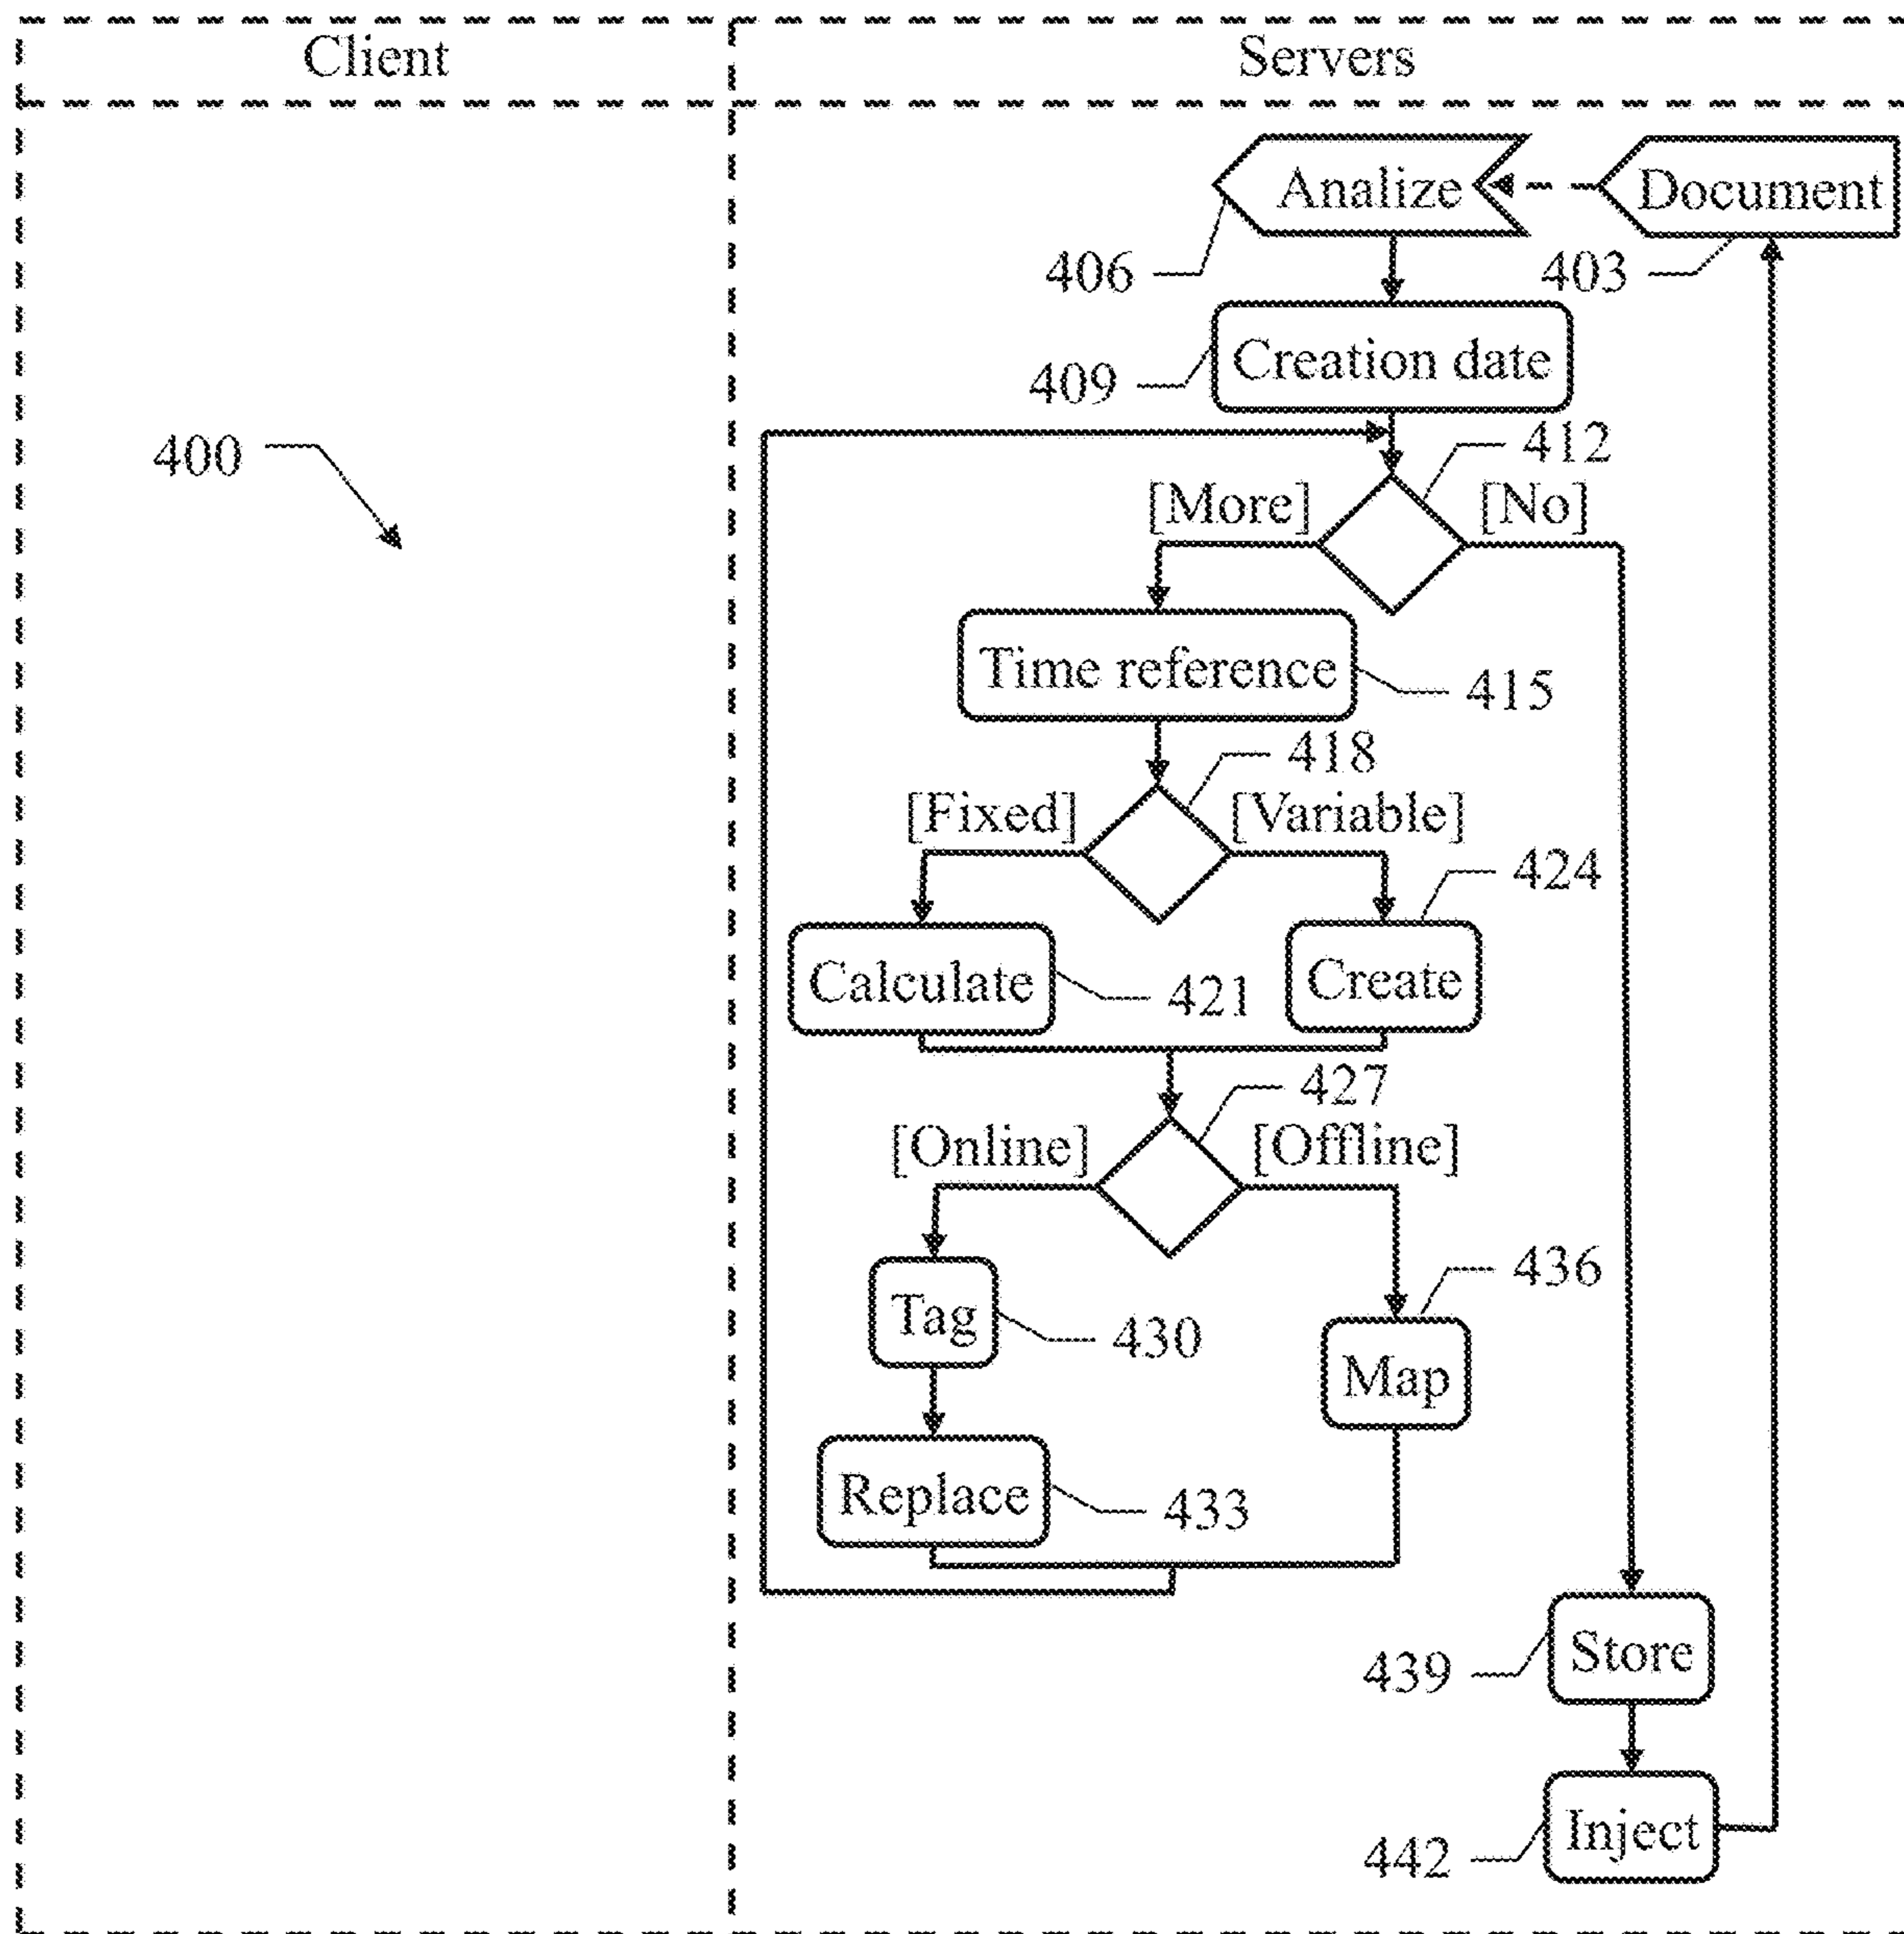 Client
Servers
Analize
Document
406
403
Creation date
409
400
412
[More]
[No]
Time reference
415
418
[Fixed]
[Variable]
424
Calculate
421
Create
427
[Online]
[Offline]
436
Tag
430
Map
Replace
433
Store
439
Inject
442